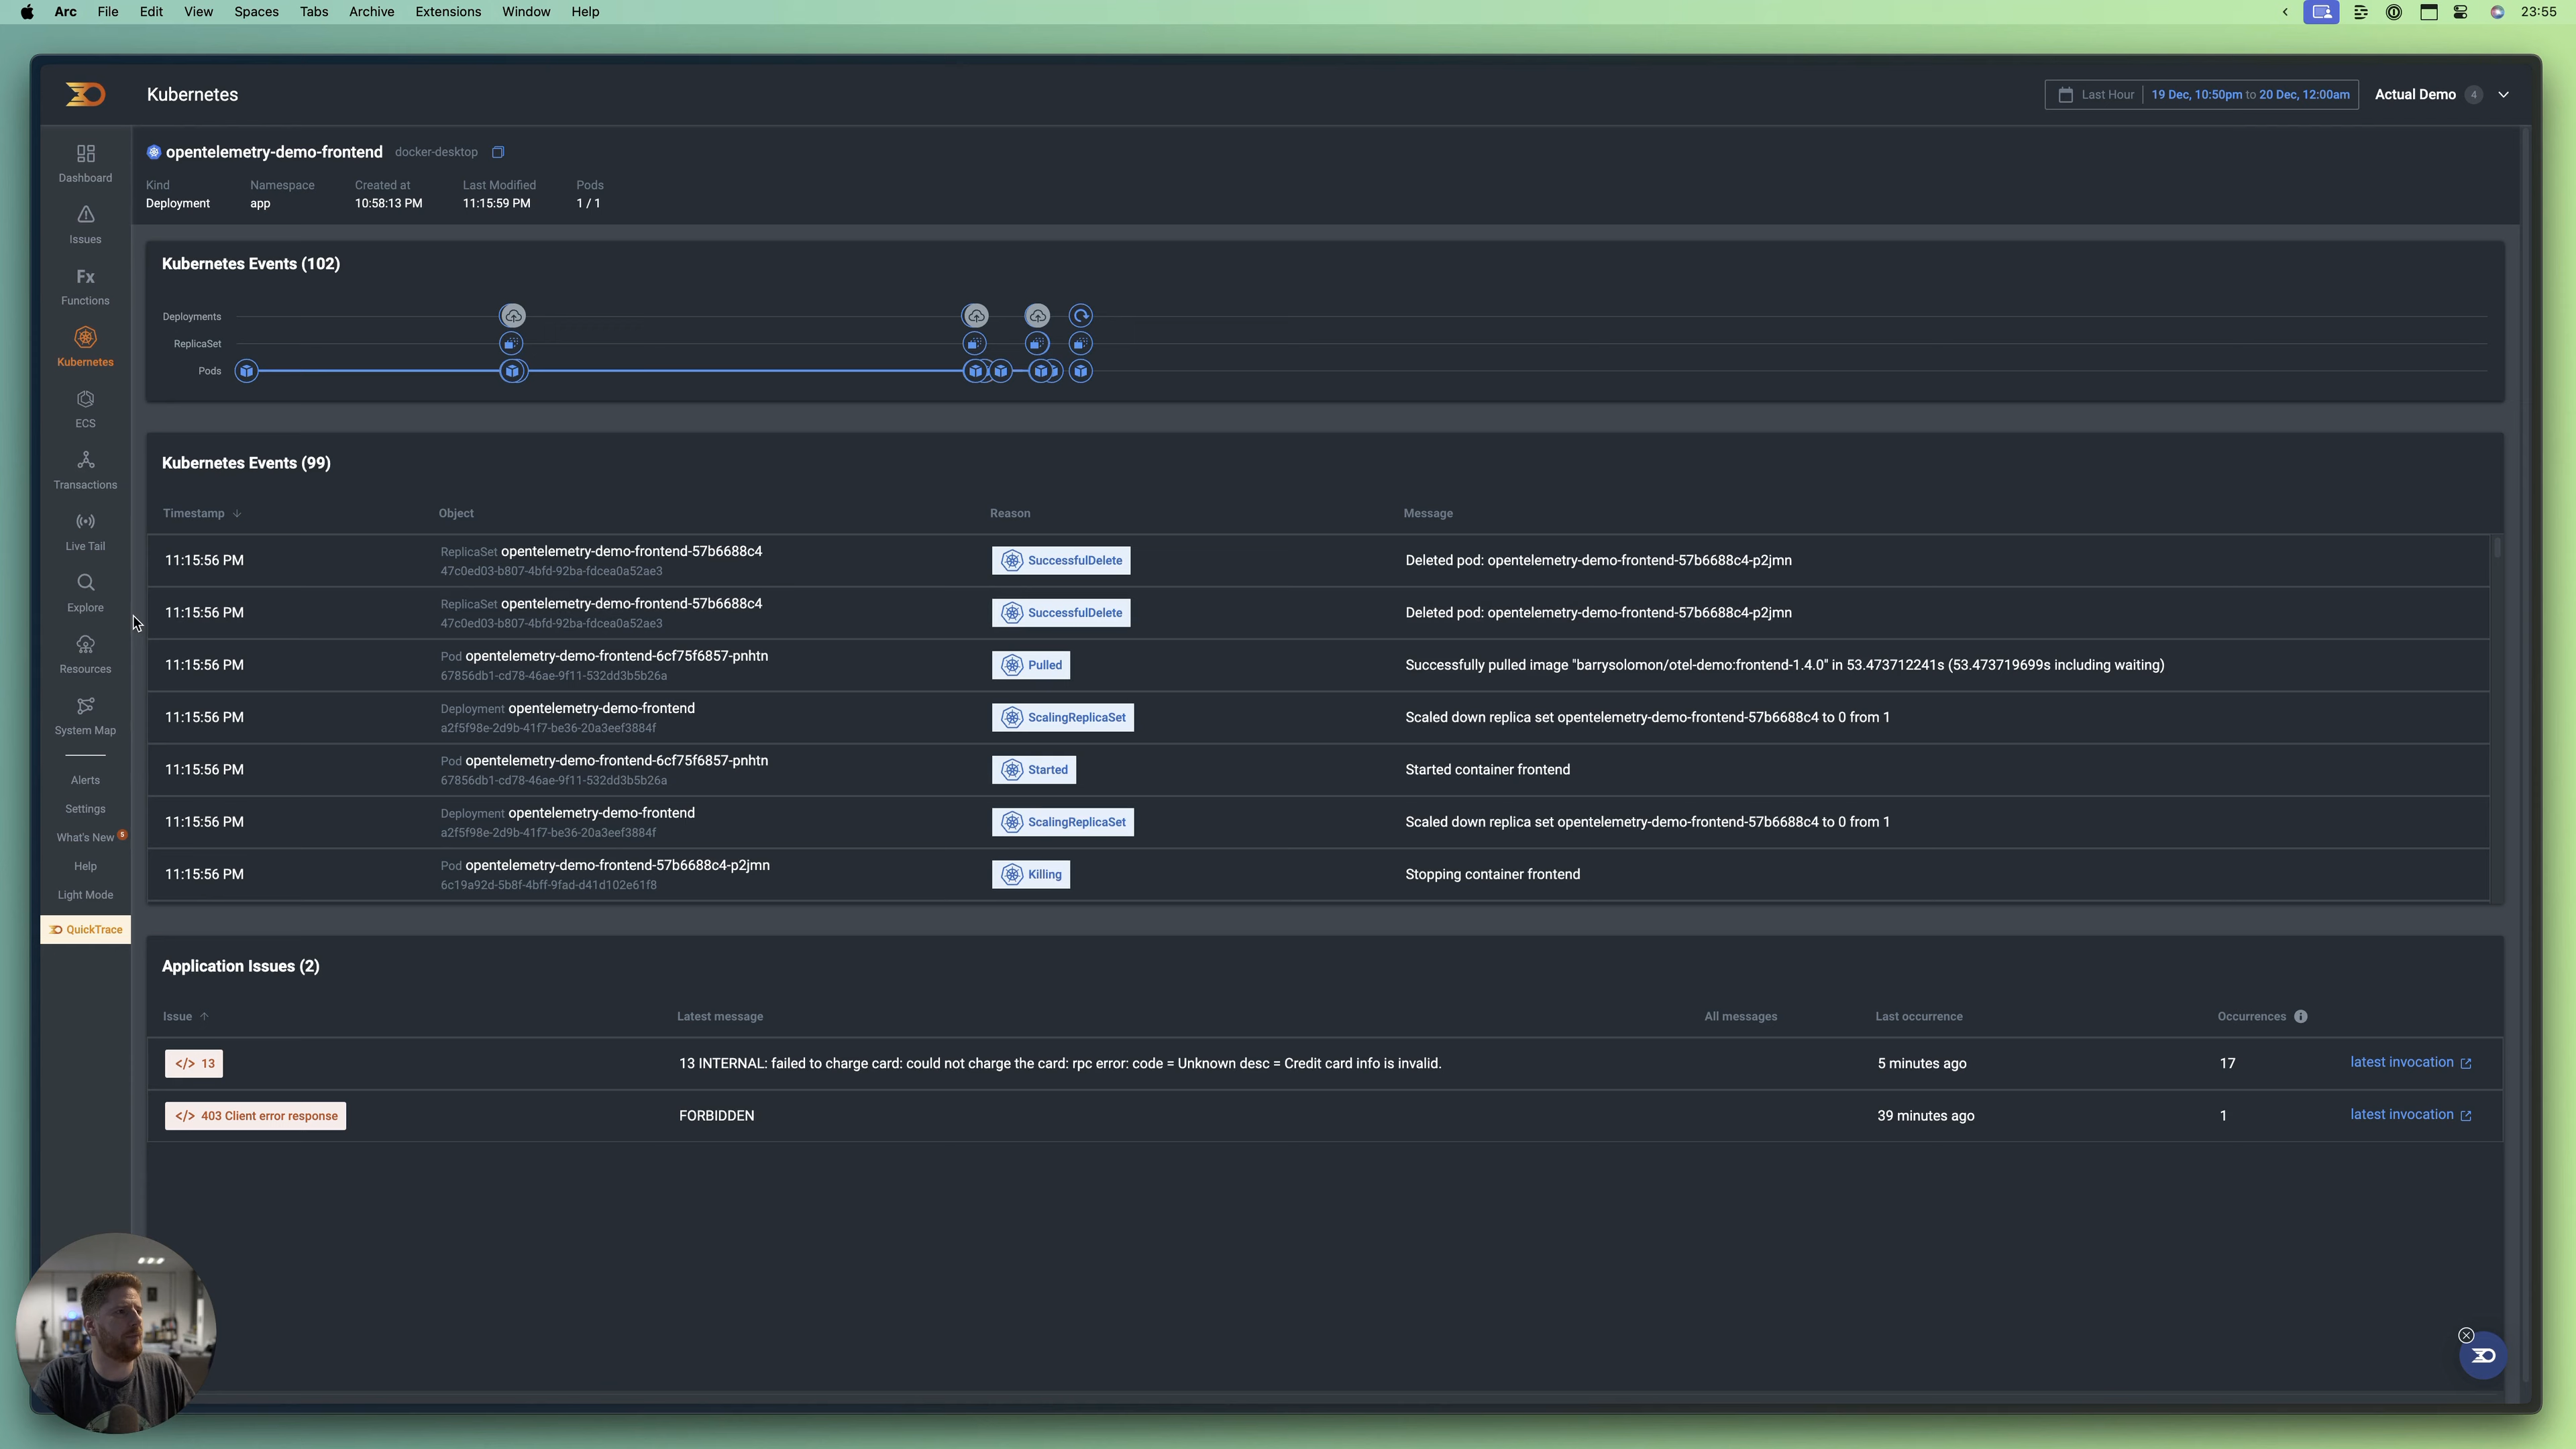 Arc File Edit View Spaces Tabs Archive Extensions Window Help 23:55
Kubernetes
Last Hour 19 Dec, 10:50pm to 20 Dec, 12:00am Actual Demo 4
Dashboard
Issues
Fx
Functions
Kubernetes
ECS
Transactions
Live Tail
Explore
Resources
System Map
Alerts
Settings
What's New 5
Help
Light Mode
QuickTrace
opentelemetry-demo-frontend docker-desktop
Kind Namespace Created at Last Modified Pods
Deployment app 10:58:13 PM 11:15:59 PM 1 / 1
Kubernetes Events (102)
Deployments
ReplicaSet
Pods
Kubernetes Events (99)
Timestamp Object Reason Message
11:15:56 PM ReplicaSet opentelemetry-demo-frontend-57b6688c4 SuccessfulDelete Deleted pod: opentelemetry-demo-frontend-57b6688c4-p2jmn
47c0ed03-b807-4bfd-92ba-fdcea0a52ae3
11:15:56 PM ReplicaSet opentelemetry-demo-frontend-57b6688c4 SuccessfulDelete Deleted pod: opentelemetry-demo-frontend-57b6688c4-p2jmn
47c0ed03-b807-4bfd-92ba-fdcea0a52ae3
11:15:56 PM Pod opentelemetry-demo-frontend-6cf75f6857-pnhtn Pulled Successfully pulled image "barrysolomon/otel-demo:frontend-1.4.0" in 53.473712241s (53.473719699s including waiting)
67856db1-cd78-46ae-9f11-532dd3b5b26a
11:15:56 PM Deployment opentelemetry-demo-frontend ScalingReplicaSet Scaled down replica set opentelemetry-demo-frontend-57b6688c4 to 0 from 1
a2f5f98e-2d9b-41f7-be36-20a3eef3884f
11:15:56 PM Pod opentelemetry-demo-frontend-6cf75f6857-pnhtn Started Started container frontend
67856db1-cd78-46ae-9f11-532dd3b5b26a
11:15:56 PM Deployment opentelemetry-demo-frontend ScalingReplicaSet Scaled down replica set opentelemetry-demo-frontend-57b6688c4 to 0 from 1
a2f5f98e-2d9b-41f7-be36-20a3eef3884f
11:15:56 PM Pod opentelemetry-demo-frontend-57b6688c4-p2jmn Killing Stopping container frontend
6c19a92d-5b8f-4bff-9fad-d41d102e61f8
Application Issues (2)
Issue Latest message All messages Last occurrence Occurrences
</> 13 13 INTERNAL: failed to charge card: could not charge the card: rpc error: code = Unknown desc = Credit card info is invalid. 5 minutes ago 17 latest invocation
</> 403 Client error response FORBIDDEN 39 minutes ago 1 latest invocation